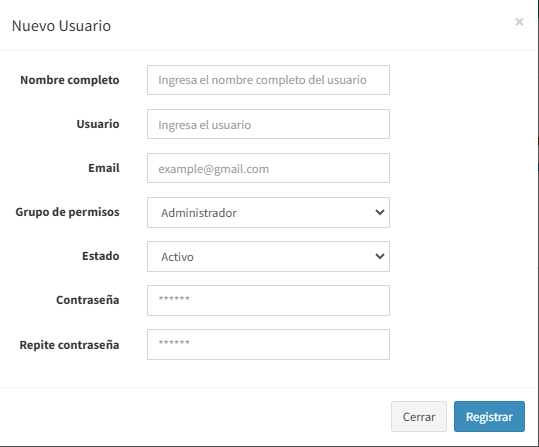 Nuevo Usuario ×
Nombre completo Ingresa el nombre completo del usuario
Usuario Ingresa el usuario
Email example@gmail.com
Grupo de permisos Administrador
Estado Activo
Contraseña ******
Repite contraseña ******
Cerrar Registrar